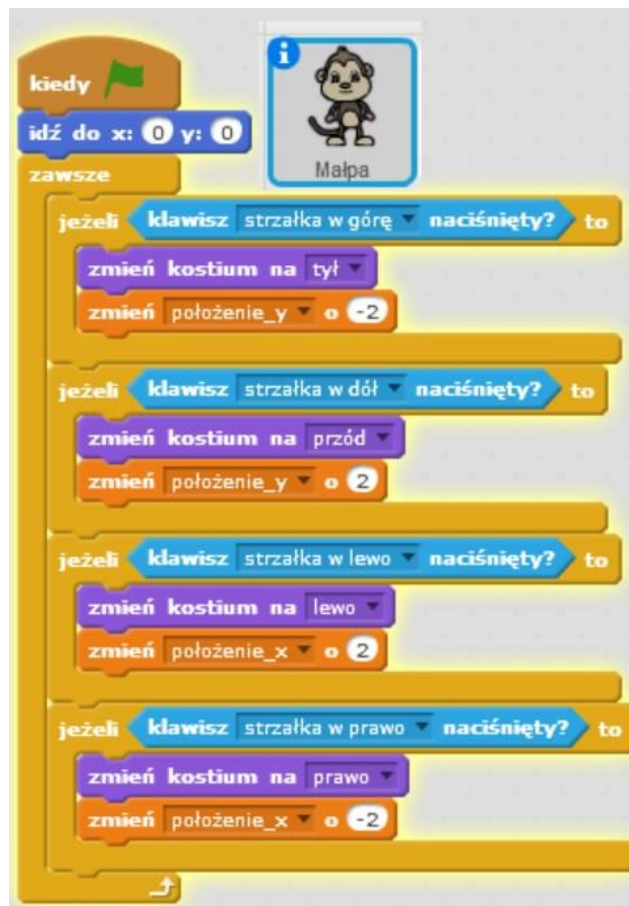 Małpa
kiedy
idź do x: 0 y: 0
zawsze
jeżeli klawisz strzałka w górę naciśnięty? to
zmień kostium na tył
zmień położenie_y o -2
jeżeli klawisz strzałka w dół naciśnięty? to
zmień kostium na przód
zmień położenie_y o 2
jeżeli klawisz strzałka w lewo naciśnięty? to
zmień kostium na lewo
zmień położenie_x o 2
jeżeli klawisz strzałka w prawo naciśnięty? to
zmień kostium na prawo
zmień położenie_x o -2